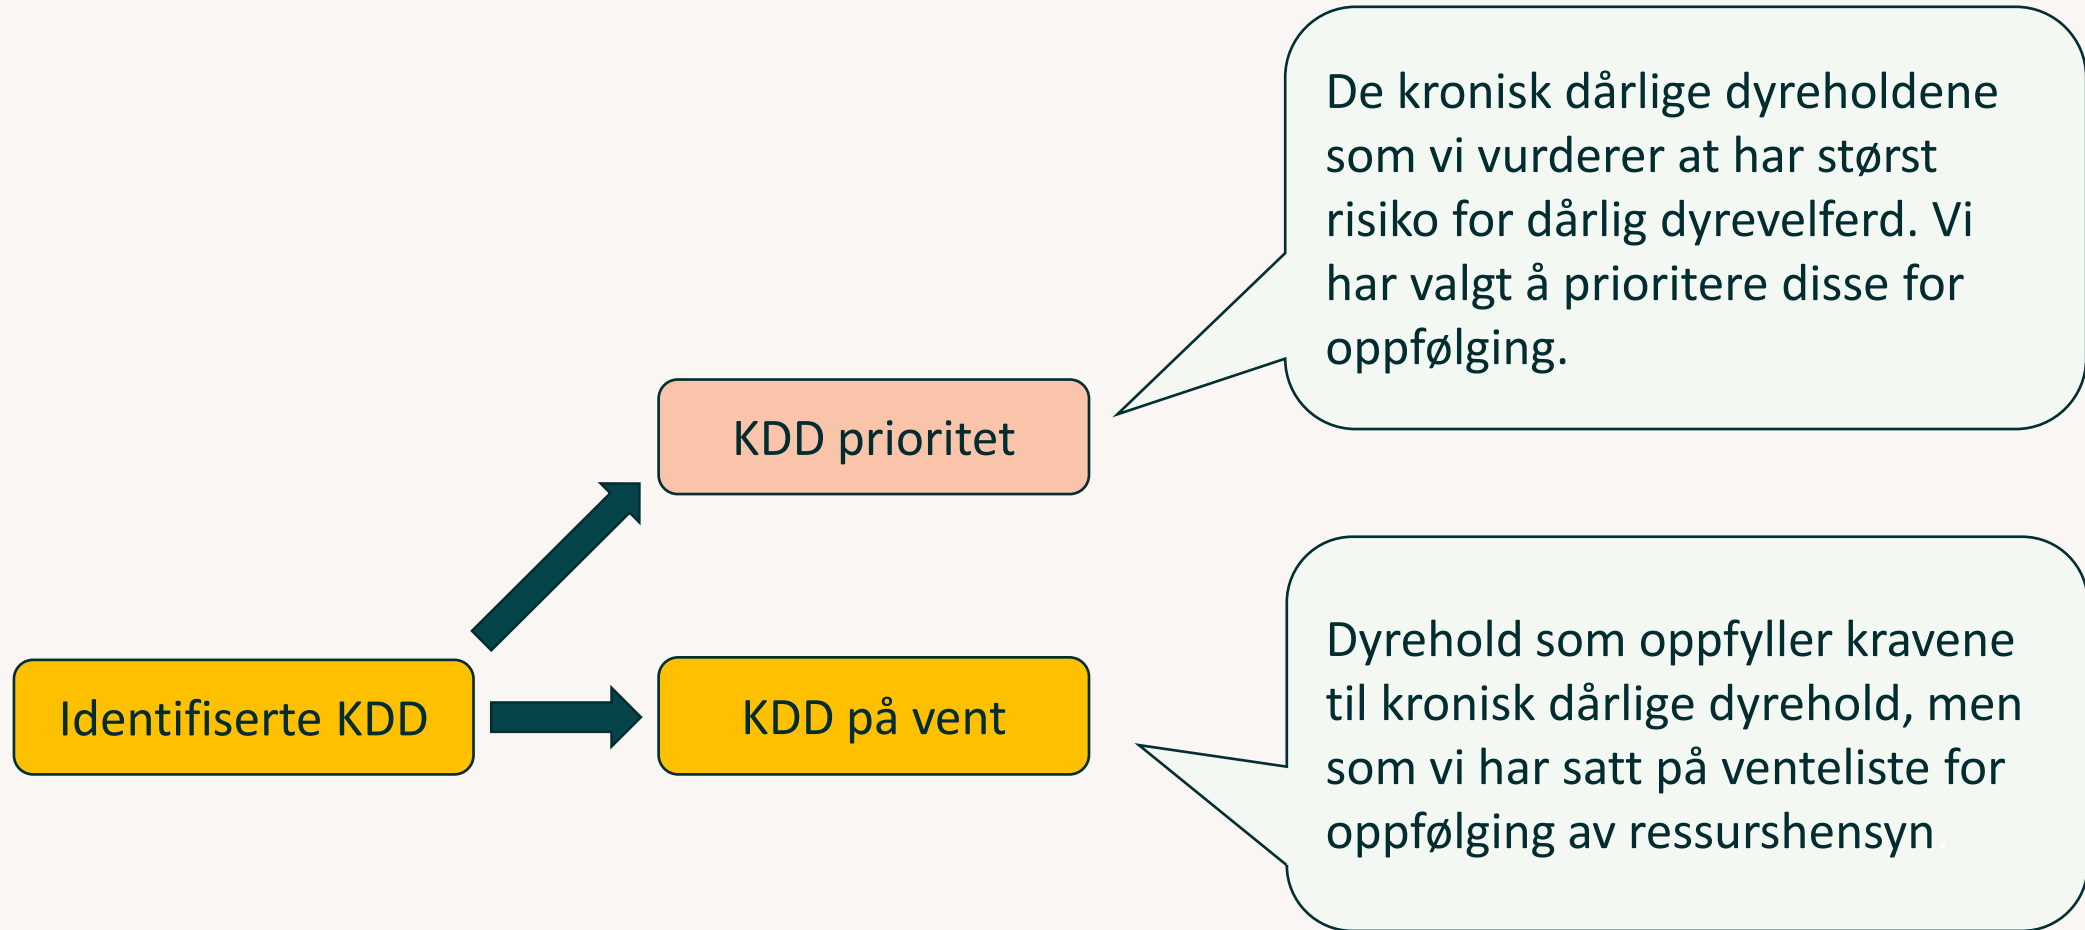 De kronisk dårlige dyreholdene
som vi vurderer at har størst
risiko for dårlig dyrevelferd. Vi
har valgt å prioritere disse for
oppfølging.
KDD prioritet
Identifiserte KDD
KDD på vent
Dyrehold som oppfyller kravene
til kronisk dårlige dyrehold, men
som vi har satt på venteliste for
oppfølging av ressurshensyn.